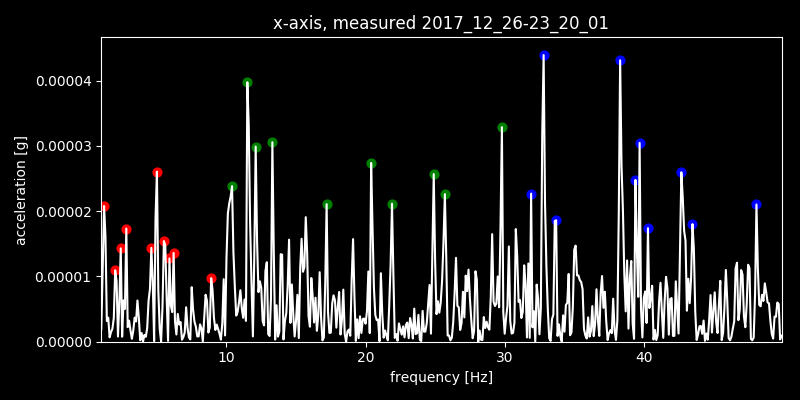 x-axis, measured 2017_12_26-23_20_01
0.00004
0.00003
0.00002
0.00001
0.00000
acceleration [g]
10 20 30 40
frequency [Hz]